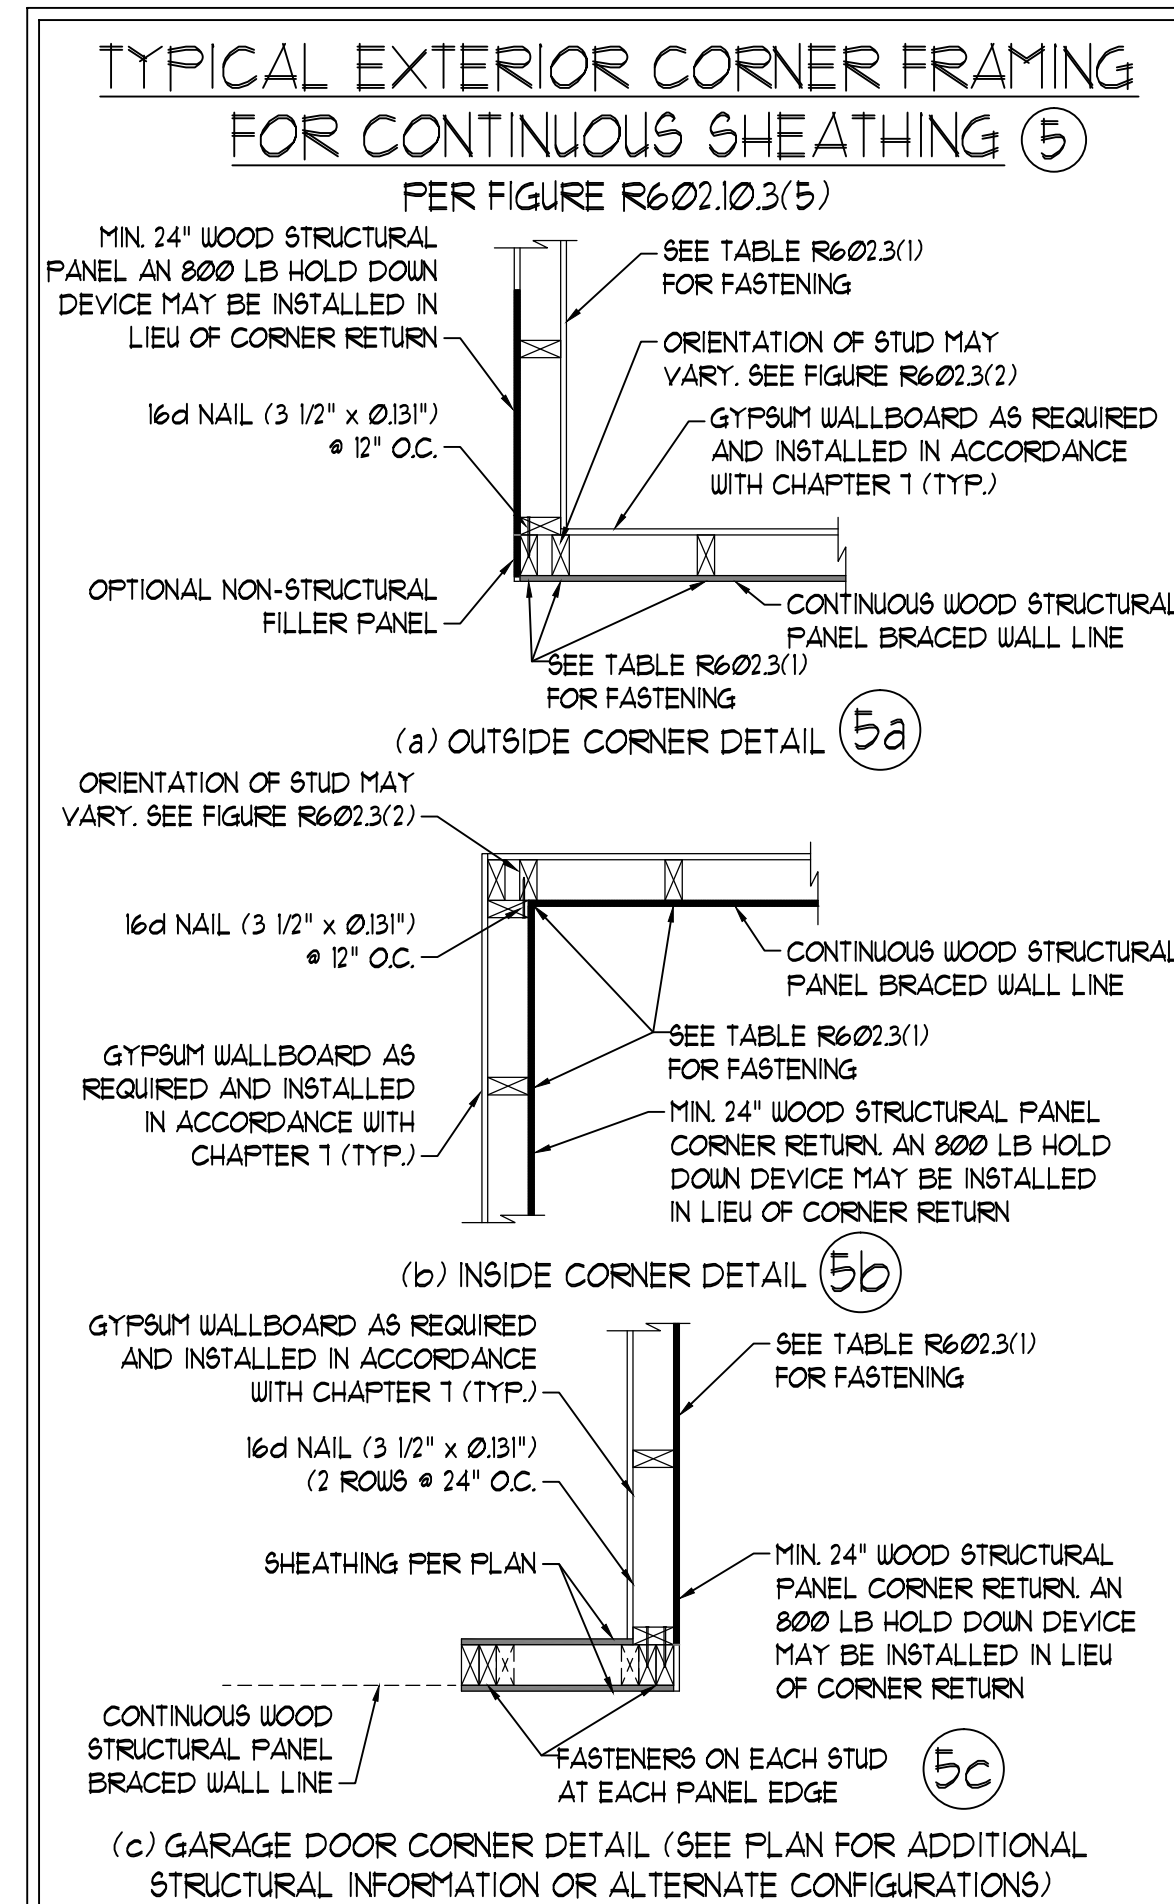 TYPICAL EXTERIOR CORNER FRAMING
FOR CONTINUOUS SHEATHING 5
PER FIGURE R602.10.3(5)
MIN. 24" WOOD STRUCTURAL
PANEL AN 800 LB HOLD DOWN
DEVICE MAY BE INSTALLED IN
LIEU OF CORNER RETURN
SEE TABLE R602.3(1)
FOR FASTENING
ORIENTATION OF STUD MAY
VARY. SEE FIGURE R602.3(2)
16d NAIL (3 1/2" x 0.131")
@ 12" O.C.
GYPSUM WALLBOARD AS REQUIRED
AND INSTALLED IN ACCORDANCE
WITH CHAPTER 7 (TYP.)
OPTIONAL NON-STRUCTURAL
FILLER PANEL
CONTINUOUS WOOD STRUCTURAL
PANEL BRACED WALL LINE
SEE TABLE R602.3(1)
FOR FASTENING
(a) OUTSIDE CORNER DETAIL 5a
ORIENTATION OF STUD MAY
VARY. SEE FIGURE R602.3(2)
16d NAIL (3 1/2" x 0.131")
@ 12" O.C.
CONTINUOUS WOOD STRUCTURAL
PANEL BRACED WALL LINE
SEE TABLE R602.3(1)
FOR FASTENING
GYPSUM WALLBOARD AS
REQUIRED AND INSTALLED
IN ACCORDANCE WITH
CHAPTER 7 (TYP.)
MIN. 24" WOOD STRUCTURAL PANEL
CORNER RETURN. AN 800 LB HOLD
DOWN DEVICE MAY BE INSTALLED
IN LIEU OF CORNER RETURN
(b) INSIDE CORNER DETAIL 5b
GYPSUM WALLBOARD AS REQUIRED
AND INSTALLED IN ACCORDANCE
WITH CHAPTER 7 (TYP.)
SEE TABLE R602.3(1)
FOR FASTENING
16d NAIL (3 1/2" x 0.131")
(2 ROWS @ 24" O.C.
SHEATHING PER PLAN
MIN. 24" WOOD STRUCTURAL
PANEL CORNER RETURN. AN
800 LB HOLD DOWN DEVICE
MAY BE INSTALLED IN LIEU
OF CORNER RETURN
CONTINUOUS WOOD
STRUCTURAL PANEL
BRACED WALL LINE
FASTENERS ON EACH STUD
AT EACH PANEL EDGE
5c
(c) GARAGE DOOR CORNER DETAIL (SEE PLAN FOR ADDITIONAL
STRUCTURAL INFORMATION OR ALTERNATE CONFIGURATIONS)